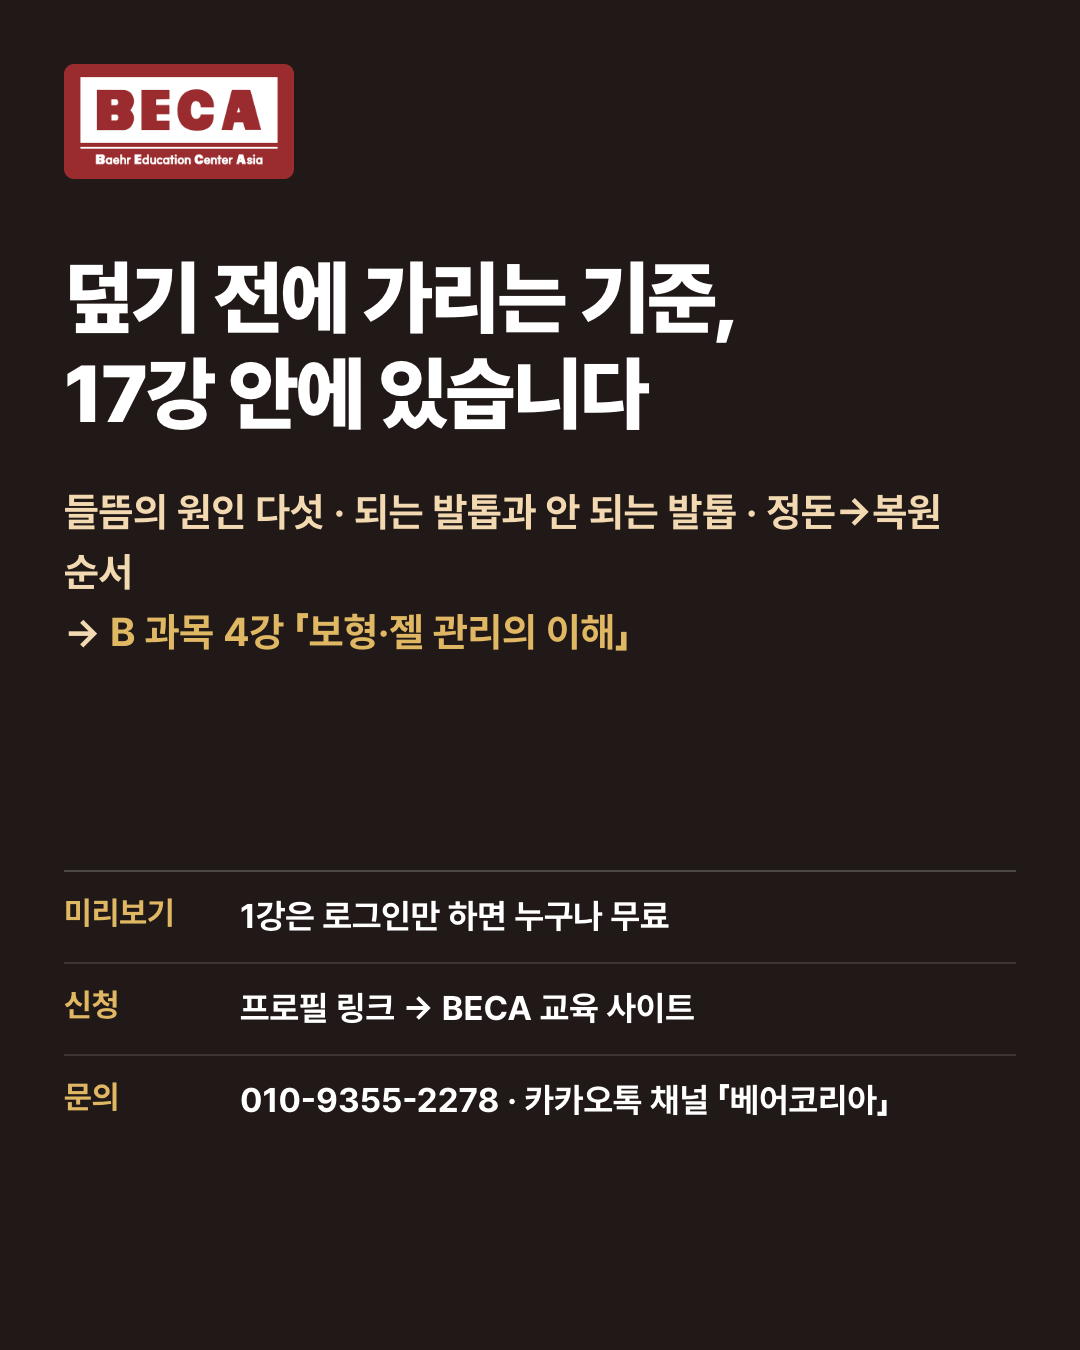 BECA
Baehr Education Center Asia
덮기 전에 가리는 기준,
17강 안에 있습니다
들뜸의 원인 다섯 · 되는 발톱과 안 되는 발톱 · 정돈→복원
순서
→ B 과목 4강 「보형·젤 관리의 이해」
미리보기 1강은 로그인만 하면 누구나 무료
신청 프로필 링크 → BECA 교육 사이트
문의 010-9355-2278 · 카카오톡 채널 「베어코리아」